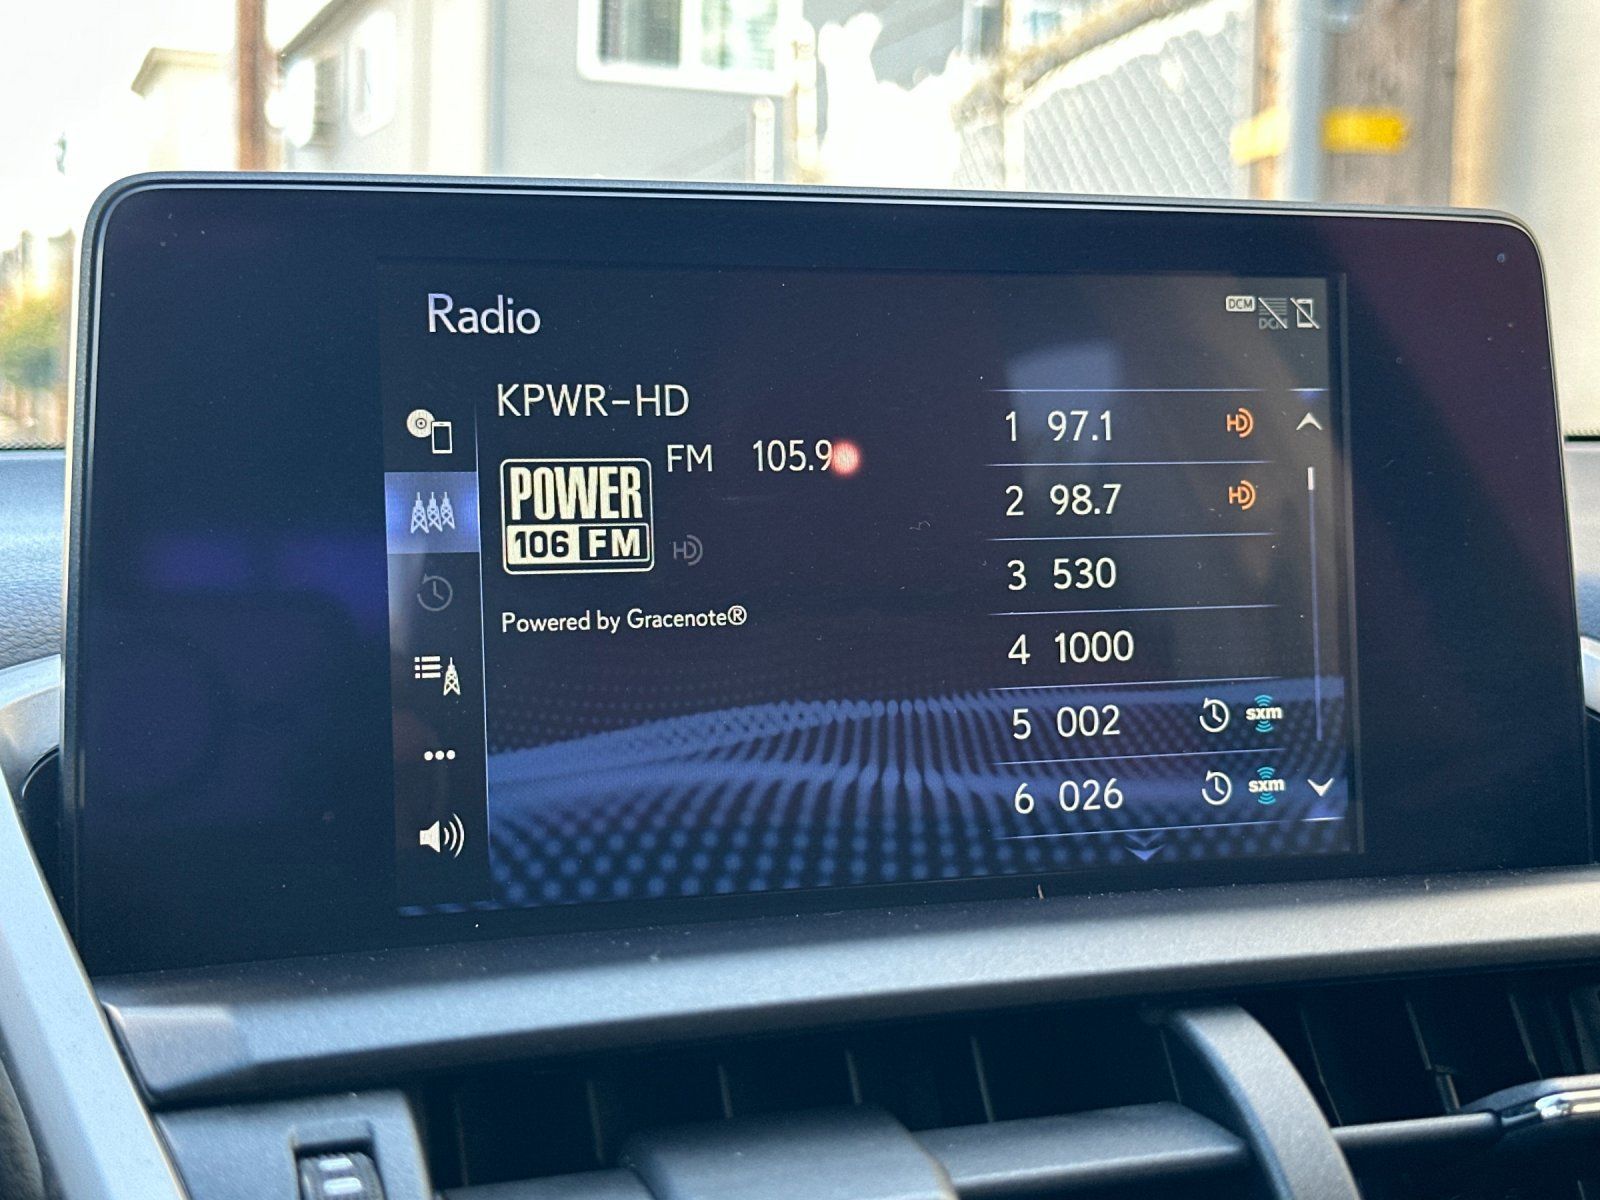 Radio
DCM
DCM
KPWR-HD
FM 105.9
POWER
106 FM
HD
Powered by Gracenote®
1 97.1 HD
2 98.7 HD
3 530
4 1000
5 002 sxm
6 026 sxm